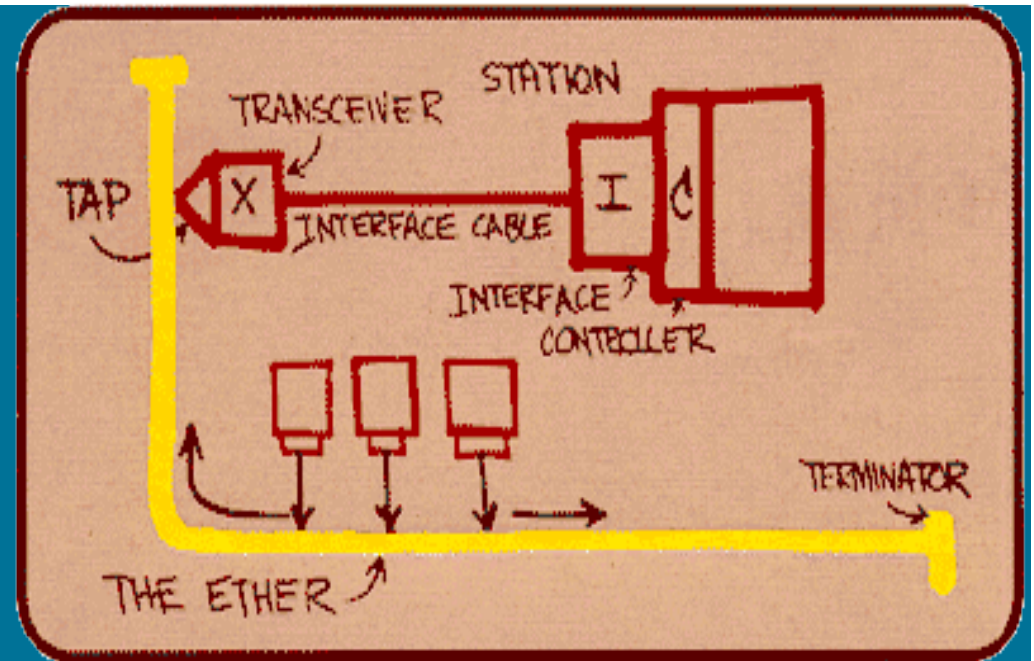 STATION
TRANSCEIVER
TAP
X
I
C
INTERFACE CABLE
INTERFACE
CONTROLLER
TERMINATOR
THE ETHER